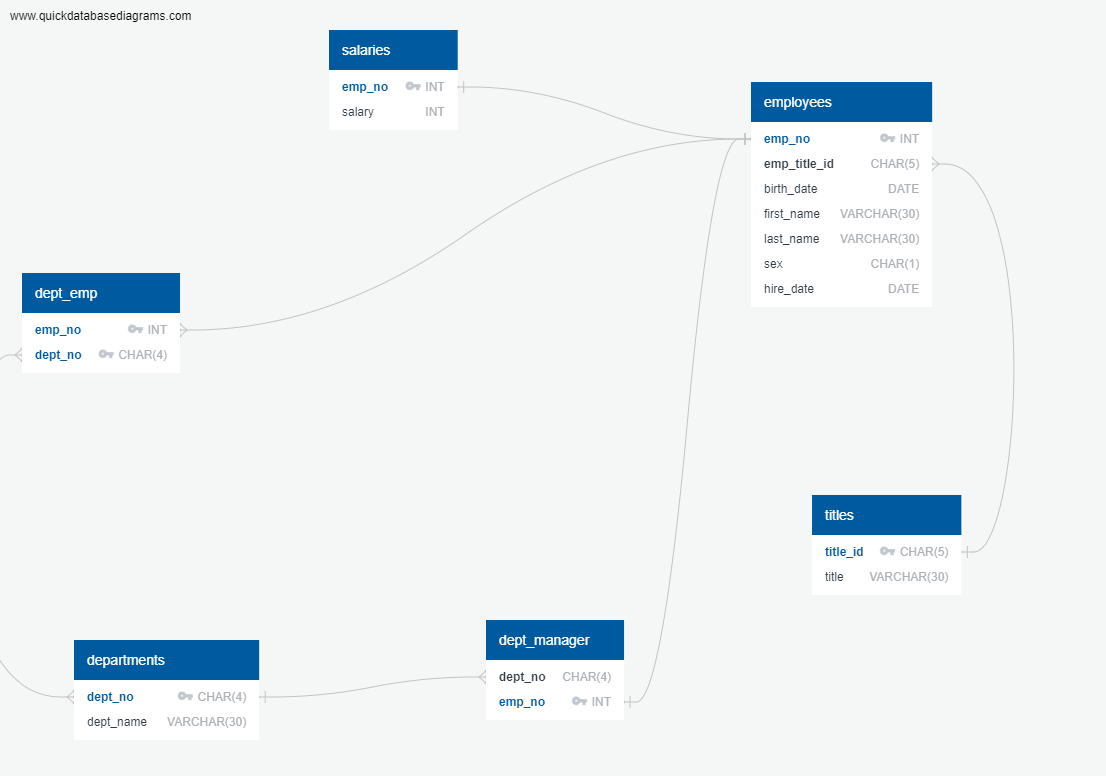 www.quickdatabasediagrams.com
salaries
emp_no INT
salary INT
employees
emp_no INT
emp_title_id CHAR(5)
birth_date DATE
first_name VARCHAR(30)
last_name VARCHAR(30)
sex CHAR(1)
hire_date DATE
dept_emp
emp_no INT
dept_no CHAR(4)
titles
title_id CHAR(5)
title VARCHAR(30)
departments
dept_no CHAR(4)
dept_name VARCHAR(30)
dept_manager
dept_no CHAR(4)
emp_no INT